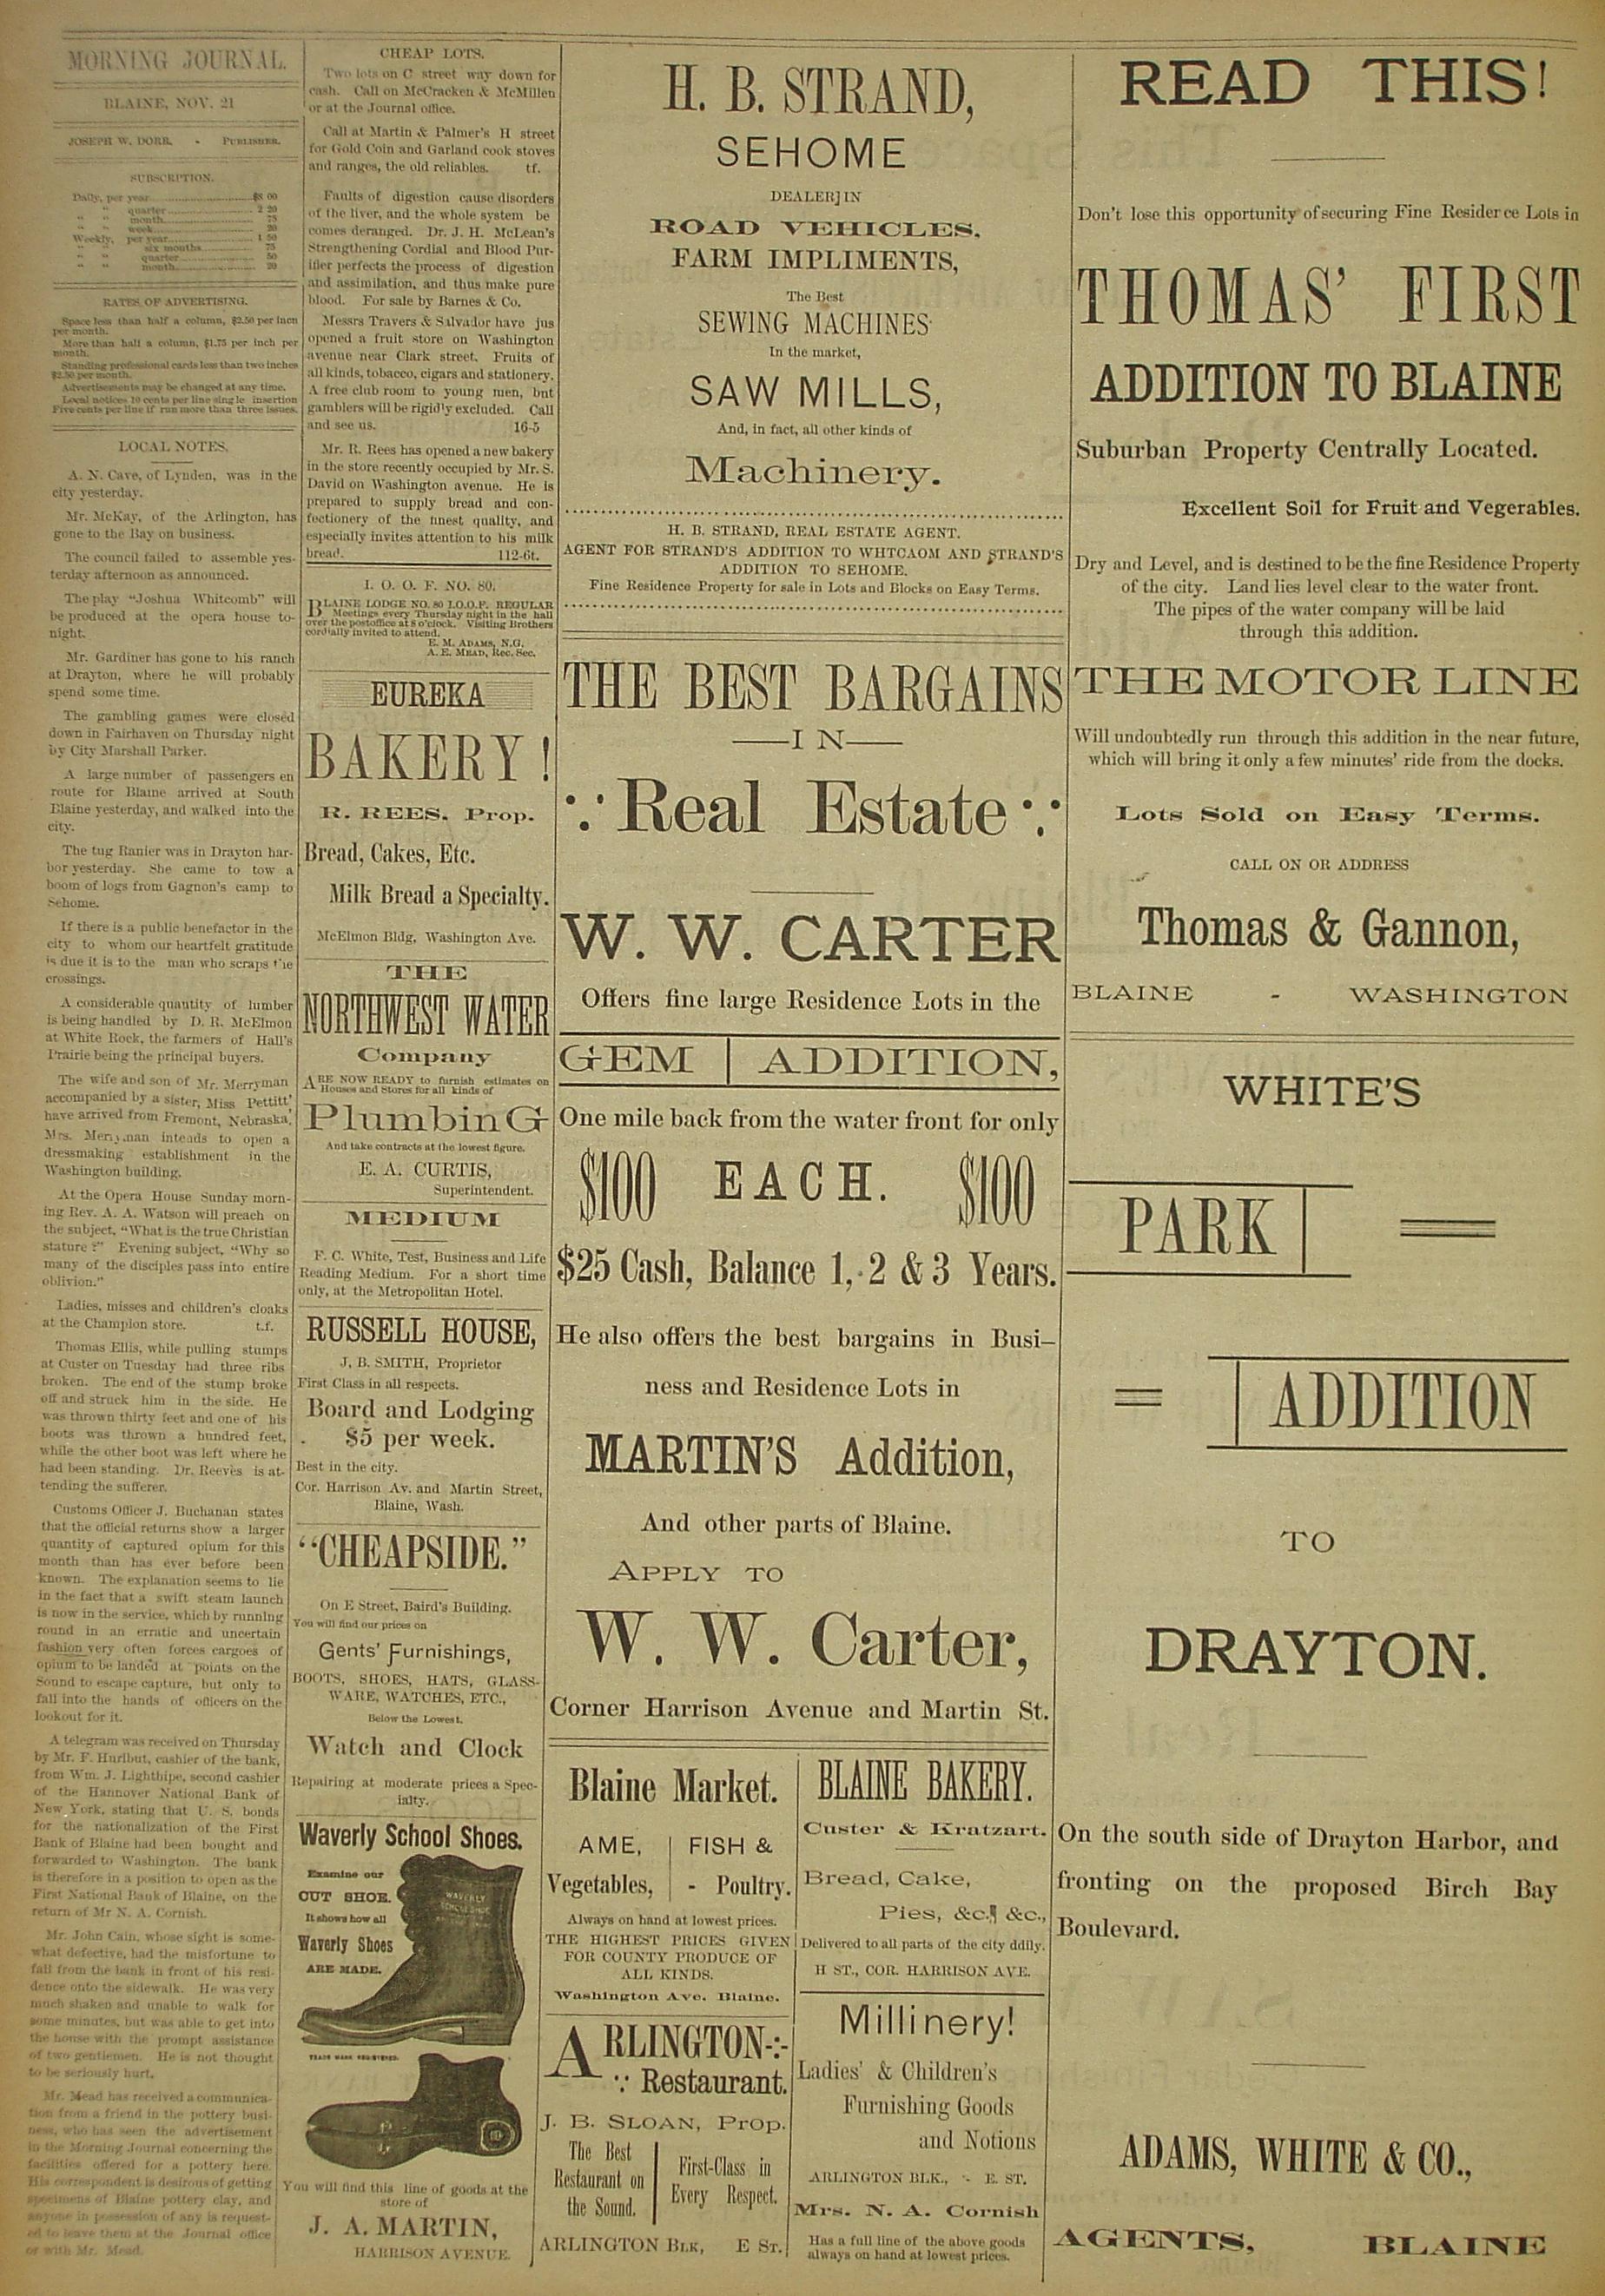 MORNING JOURNAL.
BLAINE, NOV. 21
JOSEPH W. DORR, - PUBLISHER.
SUBSCRIPTION.
Daily, per year $8 00
" " quarter 2 20
" " month 75
" " week 20
Weekly, per year 1 50
" " six months 75
" " quarter 50
" " month 20
RATES OF ADVERTISING.
Space less than half a column, $2.50 per inch
per month.
More than half a column, $1.75 per inch per
month.
Standing professional cards less than two inches
$2.50 per month.
Advertisements may be changed at any time.
Local notices 10 cents per line single insertion
Five cents per line if run more than three issues.
LOCAL NOTES.
A. N. Cave, of Lynden, was in the
city yesterday.
Mr. McKay, of the Arlington, has
gone to the Bay on business.
The council failed to assemble yes-
terday afternoon as announced.
The play "Joshua Whitcomb" will
be produced at the opera house to-
night.
Mr. Gardiner has gone to his ranch
at Drayton, where he will probably
spend some time.
The gambling games were closed
down in Fairhaven on Thursday night
by City Marshall Parker.
A large number of passengers en
route for Blaine arrived at South
Blaine yesterday, and walked into the
city.
The tug Ranier was in Drayton har-
bor yesterday. She came to tow a
boom of logs from Gagnon's camp to
Sehome.
If there is a public benefactor in the
city to whom our heartfelt gratitude
is due it is to the man who scraps the
crossings.
A considerable quantity of lumber
is being handled by D. R. McElmon
at White Rock, the farmers of Hall's
Prairie being the principal buyers.
The wife and son of Mr. Merryman
accompanied by a sister, Miss Pettitt'
have arrived from Fremont, Nebraska,
Mrs. Merryman intends to open a
dressmaking establishment in the
Washington building.
At the Opera House Sunday morn-
ing Rev. A. A. Watson will preach on
the subject, "What is the true Christian
stature?" Evening subject, "Why so
many of the disciples pass into entire
oblivion."
Ladies, misses and children's cloaks
at the Champion store. t.f.
Thomas Ellis, while pulling stumps
at Custer on Tuesday had three ribs
broken. The end of the stump broke
off and struck him in the side. He
was thrown thirty feet and one of his
boots was thrown a hundred feet,
while the other boot was left where he
had been standing. Dr. Reeves is at-
tending the sufferer.
Customs Officer J. Buchanan states
that the official returns show a larger
quantity of captured opium for this
month than has ever before been
known. The explanation seems to lie
in the fact that a swift steam launch
is now in the service, which by running
round in an erratic and uncertain
fashion very often forces cargoes of
opium to be landed at points on the
Sound to escape capture, but only to
fall into the hands of officers on the
lookout for it.
A telegram was received on Thursday
by Mr. F. Hurlbut, cashier of the bank,
from Wm. J. Lighthipe, second cashier
of the Hannover National Bank of
New York, stating that U. S. bonds
for the nationalization of the First
Bank of Blaine had been bought and
forwarded to Washington. The bank
is therefore in a position to open as the
First National Bank of Blaine, on the
return of Mr N. A. Cornish.
Mr. John Cain, whose sight is some-
what defective, had the misfortune to
fall from the bank in front of his resi-
dence onto the sidewalk. He was very
much shaken and unable to walk for
some minutes, but was able to get into
the house with the prompt assistance
of two gentlemen. He is not thought
to be seriously hurt.
Mr. Mead has received a communica-
tion from a friend in the pottery busi-
ness, who has seen the advertisement
in the Morning Journal concerning the
facilities offered for a pottery here.
His correspondent is desirous of getting
specimens of Blaine pottery clay, and
anyone in possession of any is request-
ed to leave them at the Journal office
or with Mr. Mead.
CHEAP LOTS.
Two lots on C street way down for
cash. Call on McCracken & McMillen
or at the Journal office.
Call at Martin & Palmer's H street
for Gold Coin and Garland cook stoves
and ranges, the old reliables. tf.
Faults of digestion cause disorders
of the liver, and the whole system be
comes deranged. Dr. J. H. McLean's
Strengthening Cordial and Blood Pur-
ifier perfects the process of digestion
and assimilation, and thus make pure
blood. For sale by Barnes & Co.
Messrs Travers & Salvador have jus
opened a fruit store on Washington
avenue near Clark street. Fruits of
all kinds, tobacco, cigars and stationery.
A free club room to young men, but
gamblers will be rigidly excluded. Call
and see us. 16-5
Mr. R. Rees has opened a new bakery
in the store recently occupied by Mr. S.
David on Washington avenue. He is
prepared to supply bread and con-
fectionery of the finest quality, and
especially invites attention to his milk
bread. 112-6t.
I. O. O. F. NO. 80.
BLAINE LODGE NO. 80 I.O.O.F. REGULAR
Meetings every Thursday night in the hall
over the postoffice at 8 o'clock. Visiting Brothers
cordially invited to attend.
E. M. ADAMS, N.G.
A. E. MEAD, Rec. Sec.
EUREKA
BAKERY!
R. REES. Prop.
Bread, Cakes, Etc.
Milk Bread a Specialty.
McElmon Bldg, Washington Ave.
THE
NORTHWEST WATER
Company
ARE NOW READY to furnish estimates on
Houses and Stores for all kinds of
PlumbinG
And take contracts at the lowest figure.
E. A. CURTIS,
Superintendent.
MEDIUM
F. C. White, Test, Business and Life
Reading Medium. For a short time
only, at the Metropolitan Hotel.
RUSSELL HOUSE,
J. B. SMITH, Proprietor
First Class in all respects.
Board and Lodging
$5 per week.
Best in the city.
Cor. Harrison Av. and Martin Street,
Blaine, Wash.
"CHEAPSIDE."
On E Street, Baird's Building.
You will find our prices on
Gents' Furnishings,
BOOTS, SHOES, HATS, GLASS-
WARE, WATCHES, ETC.,
Below the Lowest.
Watch and Clock
Repairing at moderate prices a Spec-
ialty.
Waverly School Shoes.
Examine our
CUT SHOE.
It shows how all
Waverly Shoes
ARE MADE.
WAVERLY
SCHOOL SHOE
TRADE MARK REGISTERED.
You will find this line of goods at the
store of
J. A. MARTIN,
HARRISON AVENUE.
H. B. STRAND,
SEHOME
DEALER]IN
ROAD VEHICLES,
FARM IMPLIMENTS,
The Best
SEWING MACHINES
In the market,
SAW MILLS,
And, in fact, all other kinds of
Machinery.
H. B. STRAND, REAL ESTATE AGENT.
AGENT FOR STRAND'S ADDITION TO WHTCAOM AND STRAND'S
ADDITION TO SEHOME.
Fine Residence Property for sale in Lots and Blocks on Easy Terms.
THE BEST BARGAINS
—IN—
Real Estate
W. W. CARTER
Offers fine large Residence Lots in the
GEM ADDITION,
One mile back from the water front for only
$100 EACH. $100
$25 Cash, Balance 1, 2 & 3 Years.
He also offers the best bargains in Busi-
ness and Residence Lots in
MARTIN'S Addition,
And other parts of Blaine.
APPLY TO
W. W. Carter,
Corner Harrison Avenue and Martin St.
Blaine Market.
AME, FISH &
Vegetables, - Poultry.
Always on hand at lowest prices.
THE HIGHEST PRICES GIVEN
FOR COUNTY PRODUCE OF
ALL KINDS.
Washington Ave. Blaine.
ARLINGTON
Restaurant.
J. B. SLOAN, Prop.
The Best
Restaurant on
the Sound.
First-Class in
Every Respect.
ARLINGTON BLK, E ST.
BLAINE BAKERY.
Custer & Kratzart.
Bread, Cake,
Pies, &c¶ &c.,
Delivered to all parts of the city ddily.
H ST., COR. HARRISON AVE.
Millinery!
Ladies' & Children's
Furnishing Goods
and Notions
ARLINGTON BLK., - E. ST.
Mrs. N. A. Cornish
Has a full line of the above goods
always on hand at lowest prices.
READ THIS!
Don't lose this opportunity of securing Fine Resider ce Lots in
THOMAS' FIRST
ADDITION TO BLAINE
Suburban Property Centrally Located.
Excellent Soil for Fruit and Vegerables.
Dry and Level, and is destined to be the fine Residence Property
of the city. Land lies level clear to the water front.
The pipes of the water company will be laid
through this addition.
THE MOTOR LINE
Will undoubtedly run through this addition in the near future,
which will bring it only a few minutes' ride from the docks.
Lots Sold on Easy Terms.
CALL ON OR ADDRESS
Thomas & Gannon,
BLAINE - WASHINGTON
WHITE'S
PARK
ADDITION
TO
DRAYTON.
On the south side of Drayton Harbor, and
fronting on the proposed Birch Bay
Boulevard.
ADAMS, WHITE & CO.,
AGENTS, BLAINE